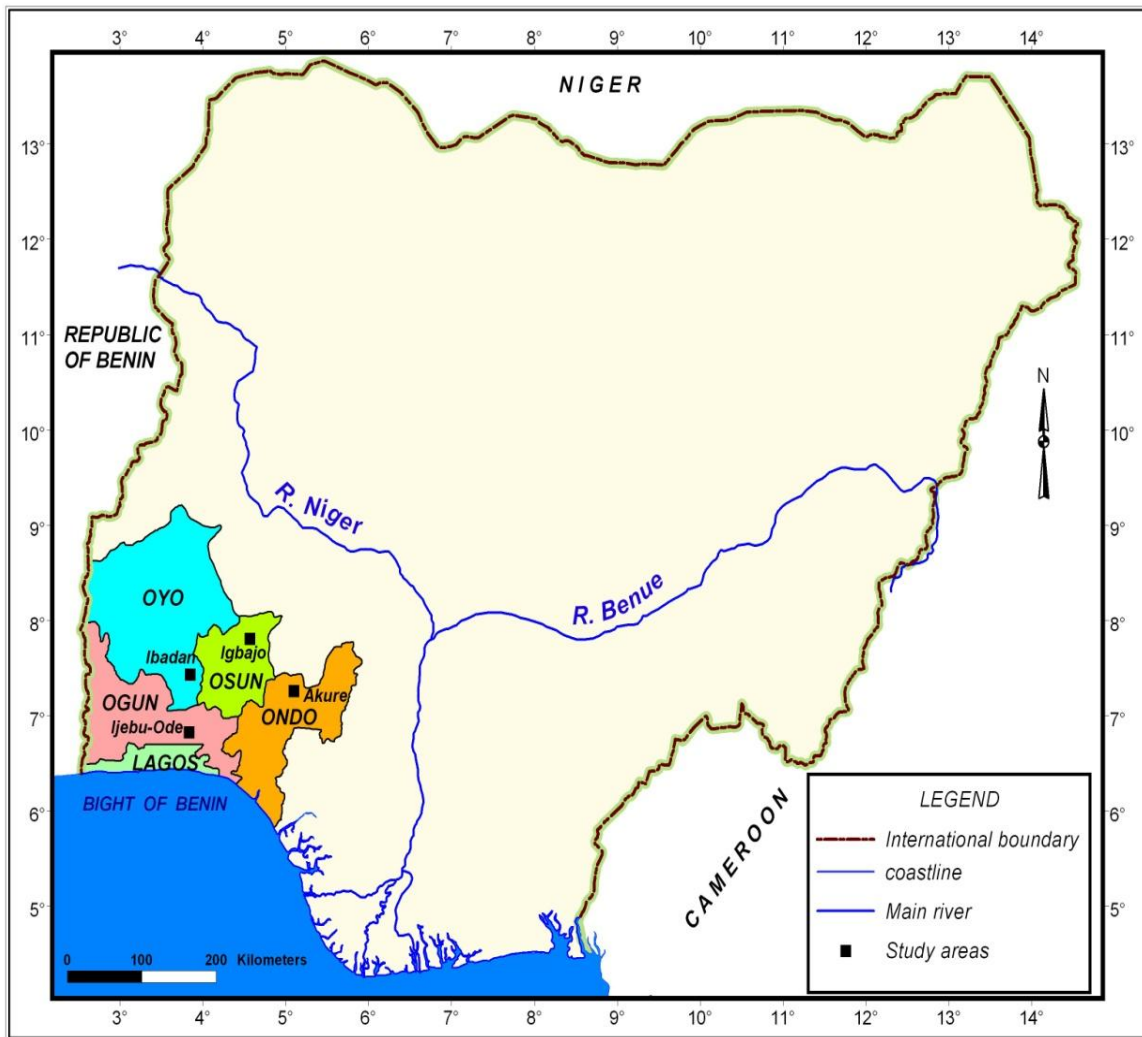 3° 4° 5° 6° 7° 8° 9° 10° 11° 12° 13° 14°
NIGER
13° 13°
12° 12°
REPUBLIC
OF BENIN
11° 11°
N
10° 10°
R. Niger
9° 9°
OYO
R. Benue
8° 8°
Ibadan
Igbajo
OSUN
OGUN
Akure
ONDO
7° 7°
Ijebu-Ode
LAGOS
BIGHT OF BENIN
6° 6°
CAMEROON
5° 5°
LEGEND
International boundary
coastline
Main river
Study areas
0 100 200 Kilometers
3° 4° 5° 6° 7° 8° 9° 10° 11° 12° 13° 14°